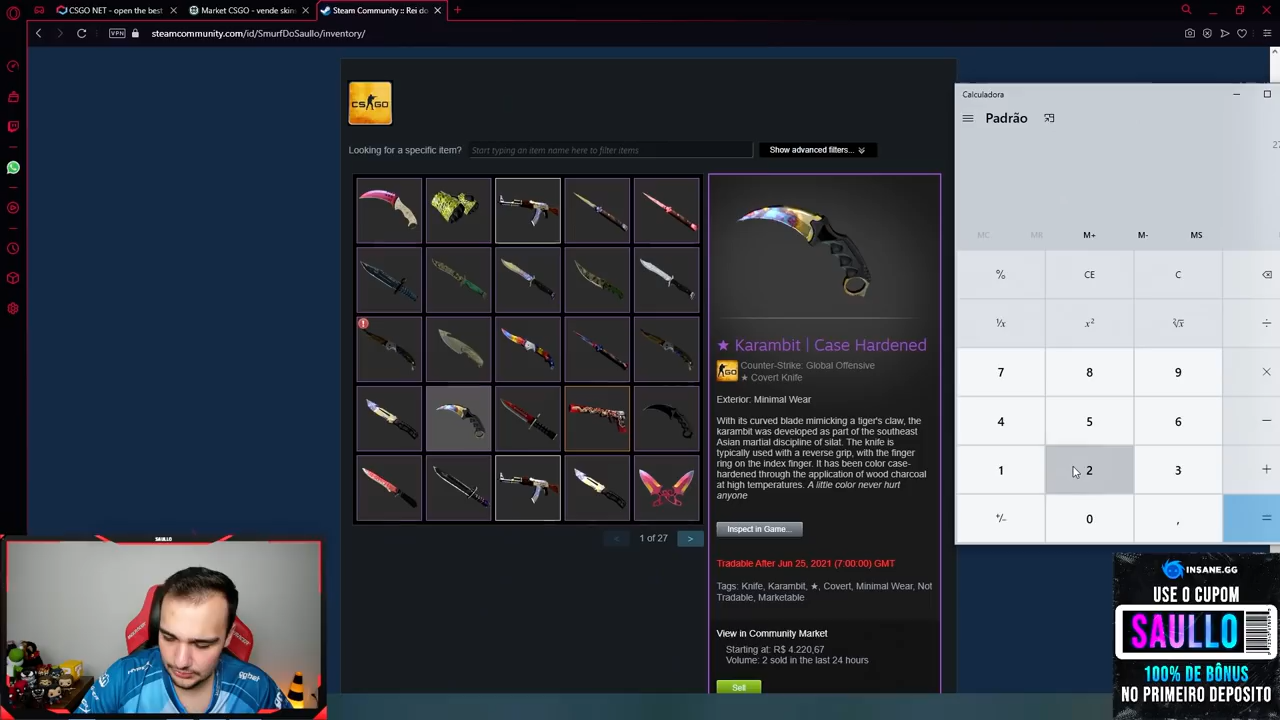 CSGO NET - open the best
Market CSGO - vende skins
Steam Community :: Rei do
VPN
steamcommunity.com/id/SmurfDoSaullo/inventory/
CS GO
Looking for a specific item?
Start typing an item name here to filter items
Show advanced filters...
★ Karambit | Case Hardened
Counter-Strike: Global Offensive
★ Covert Knife
Exterior: Minimal Wear
With its curved blade mimicking a tiger's claw, the
karambit was developed as part of the southeast
Asian martial discipline of silat. The knife is
typically used with a reverse grip, with the finger
ring on the index finger. It has been color case-
hardened through the application of wood charcoal
at high temperatures. A little color never hurt
anyone
Inspect in Game...
Tradable After Jun 25, 2021 (7:00:00) GMT
Tags: Knife, Karambit, ★, Covert, Minimal Wear, Not
Tradable, Marketable
View in Community Market
Starting at: R$ 4.220,67
Volume: 2 sold in the last 24 hours
Sell
< 1 of 27 >
Calculadora
Padrão
MC MR M+ M- MS
% CE C
¹/x x² ²√x ÷
7 8 9 ×
4 5 6 −
1 2 3 +
+/− 0 , =
SAULLO
INSANE.GG
USE O CUPOM
SAULLO
100% DE BÔNUS
NO PRIMEIRO DEPOSITO